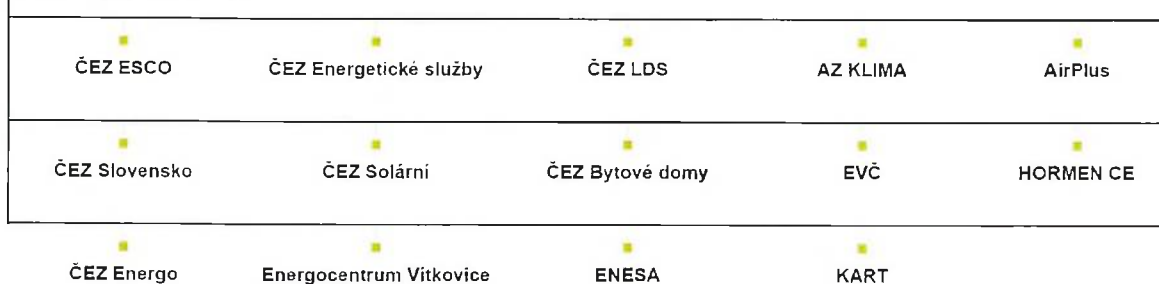 ČEZ ESCO ČEZ Energetické služby ČEZ LDS AZ KLIMA AirPlus
ČEZ Slovensko ČEZ Solární ČEZ Bytové domy EVČ HORMEN CE
ČEZ Energo Energocentrum Vítkovice ENESA KART